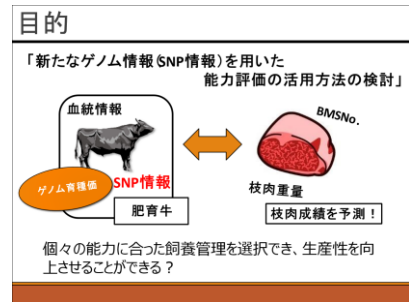 目的
「新たなゲノム情報(SNP情報)を用いた
能力評価の活用方法の検討」
血統情報
BMSNo.
ゲノム育種価
SNP情報
肥育牛
枝肉重量
枝肉成績を予測！
個々の能力に合った飼養管理を選択でき、生産性を向
上させることができる？